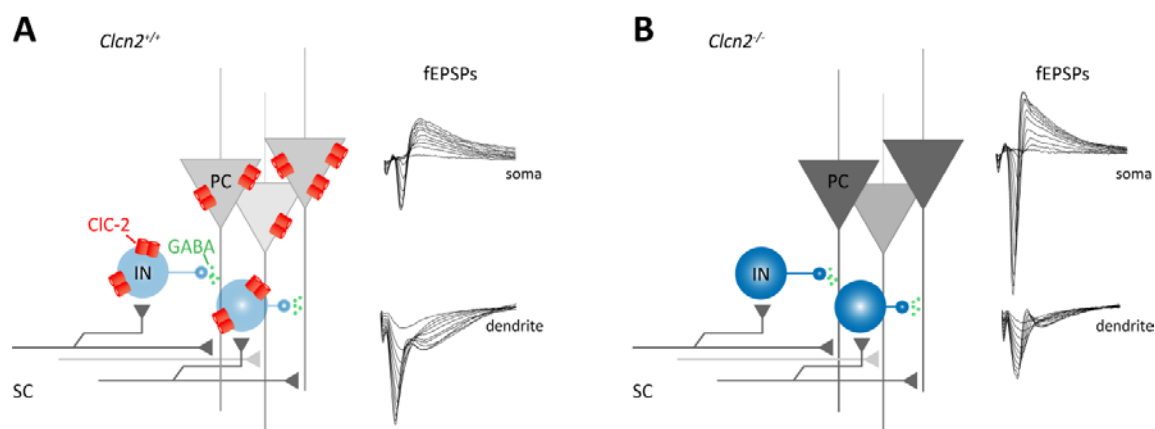 A
Clcn2+/+
fEPSPs
PC
soma
ClC-2
GABA
IN
dendrite
SC
B
Clcn2-/-
fEPSPs
PC
soma
IN
dendrite
SC